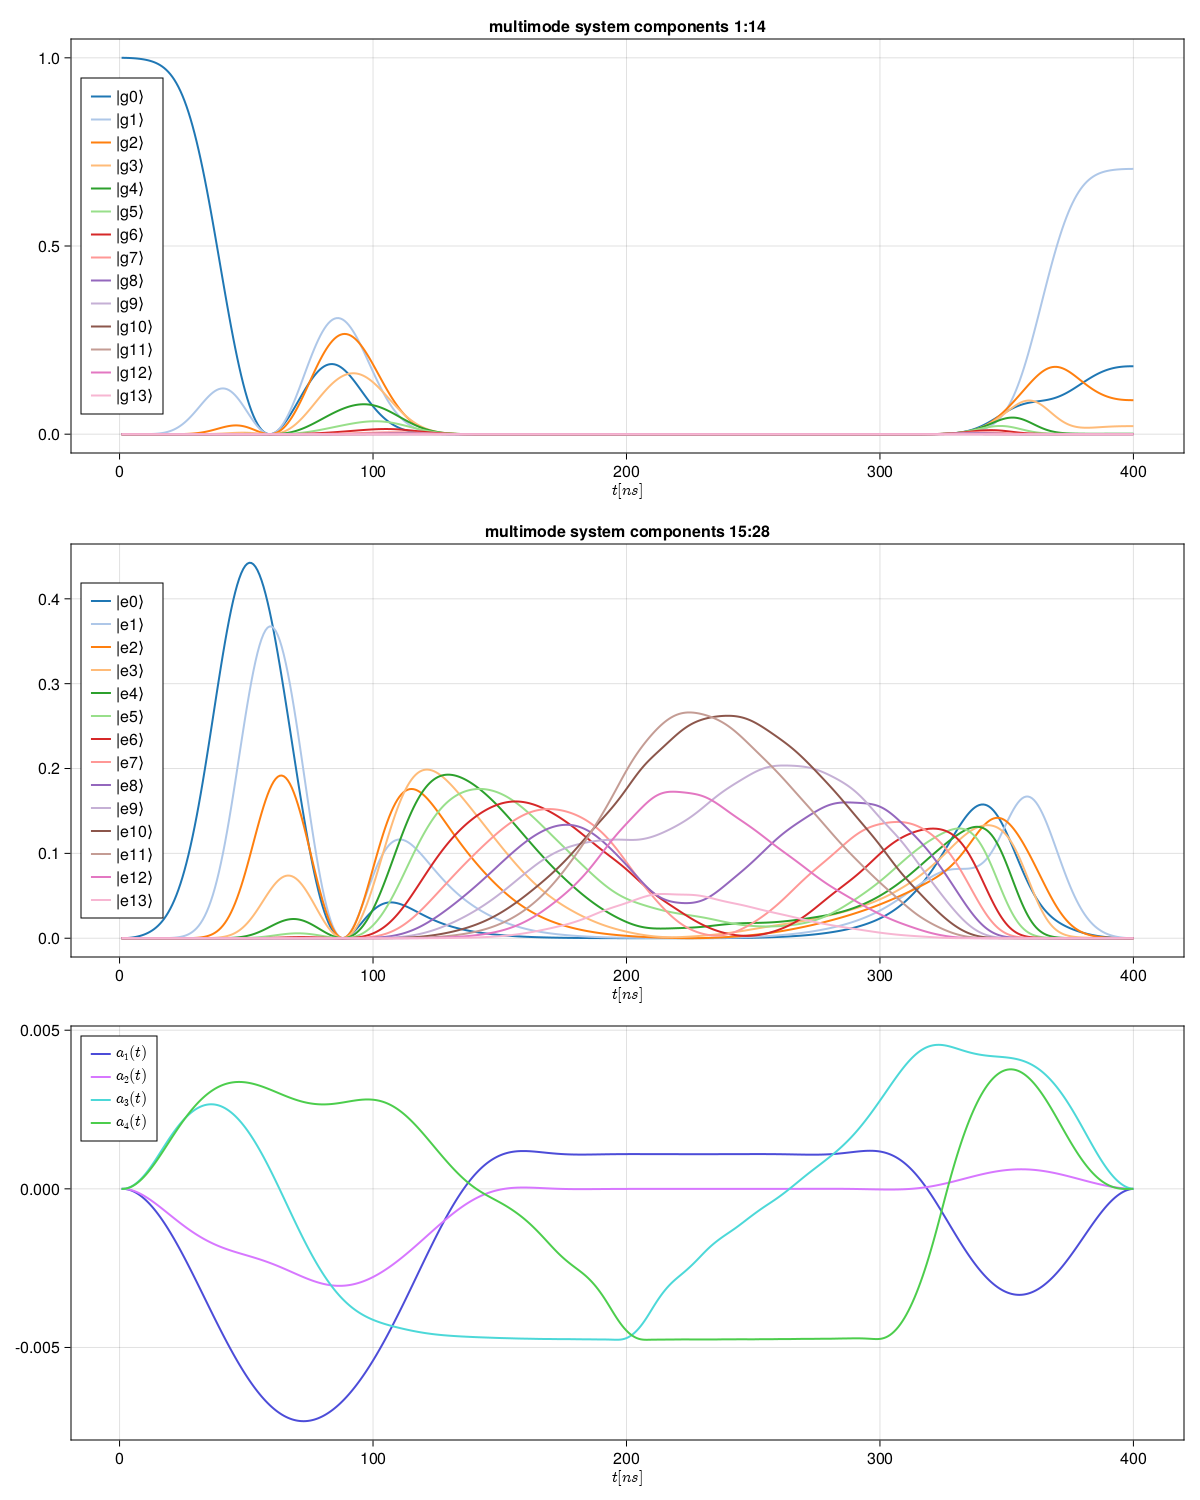 multimode system components 1:14
1.0
0.5
0.0
|g0⟩
|g1⟩
|g2⟩
|g3⟩
|g4⟩
|g5⟩
|g6⟩
|g7⟩
|g8⟩
|g9⟩
|g10⟩
|g11⟩
|g12⟩
|g13⟩
0 100 200 300 400
t[ns]
multimode system components 15:28
0.4
0.3
0.2
0.1
0.0
|e0⟩
|e1⟩
|e2⟩
|e3⟩
|e4⟩
|e5⟩
|e6⟩
|e7⟩
|e8⟩
|e9⟩
|e10⟩
|e11⟩
|e12⟩
|e13⟩
0 100 200 300 400
t[ns]
0.005
0.000
-0.005
a₁(t)
a₂(t)
a₃(t)
a₄(t)
0 100 200 300 400
t[ns]